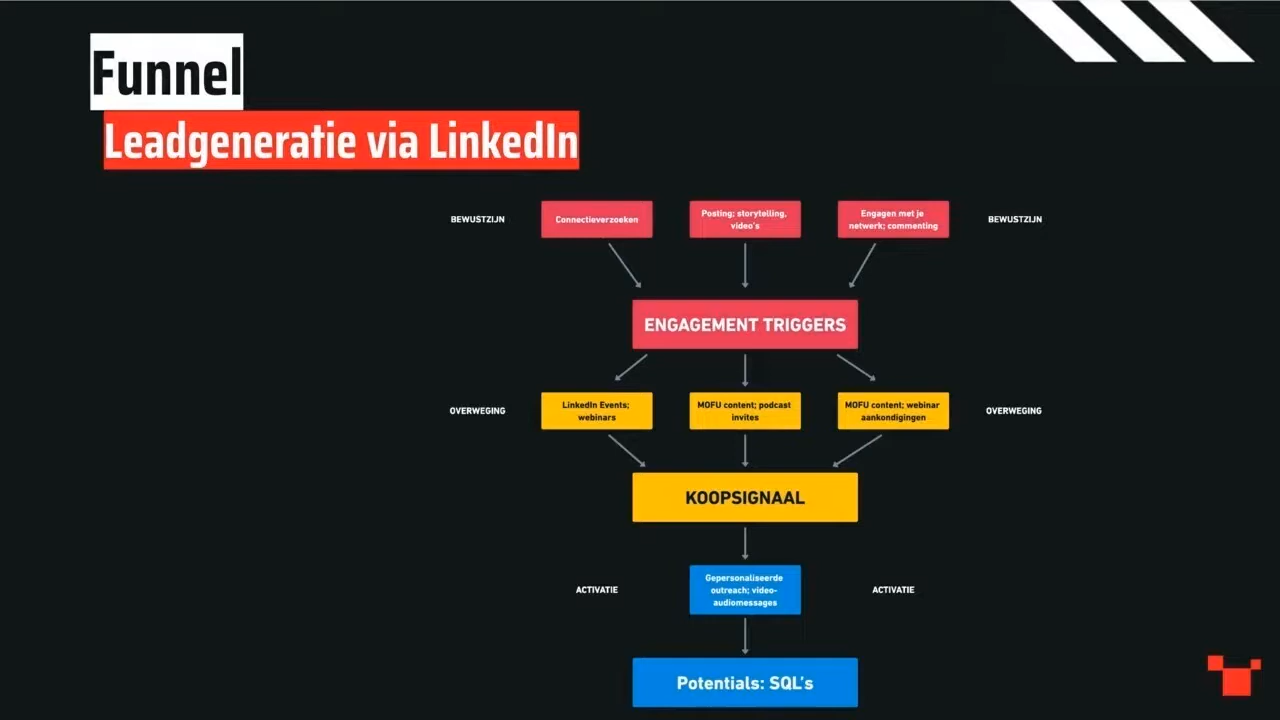 Funnel
Leadgeneratie via LinkedIn
BEWUSTZIJN
Connectieverzoeken
Posting; storytelling,
video's
Engagen met je
netwerk; commenting
BEWUSTZIJN
ENGAGEMENT TRIGGERS
OVERWEGING
LinkedIn Events;
webinars
MOFU content; podcast
invites
MOFU content; webinar
aankondigingen
OVERWEGING
KOOPSIGNAAL
ACTIVATIE
Gepersonaliseerde
outreach; video-
audiomessages
ACTIVATIE
Potentials: SQL's